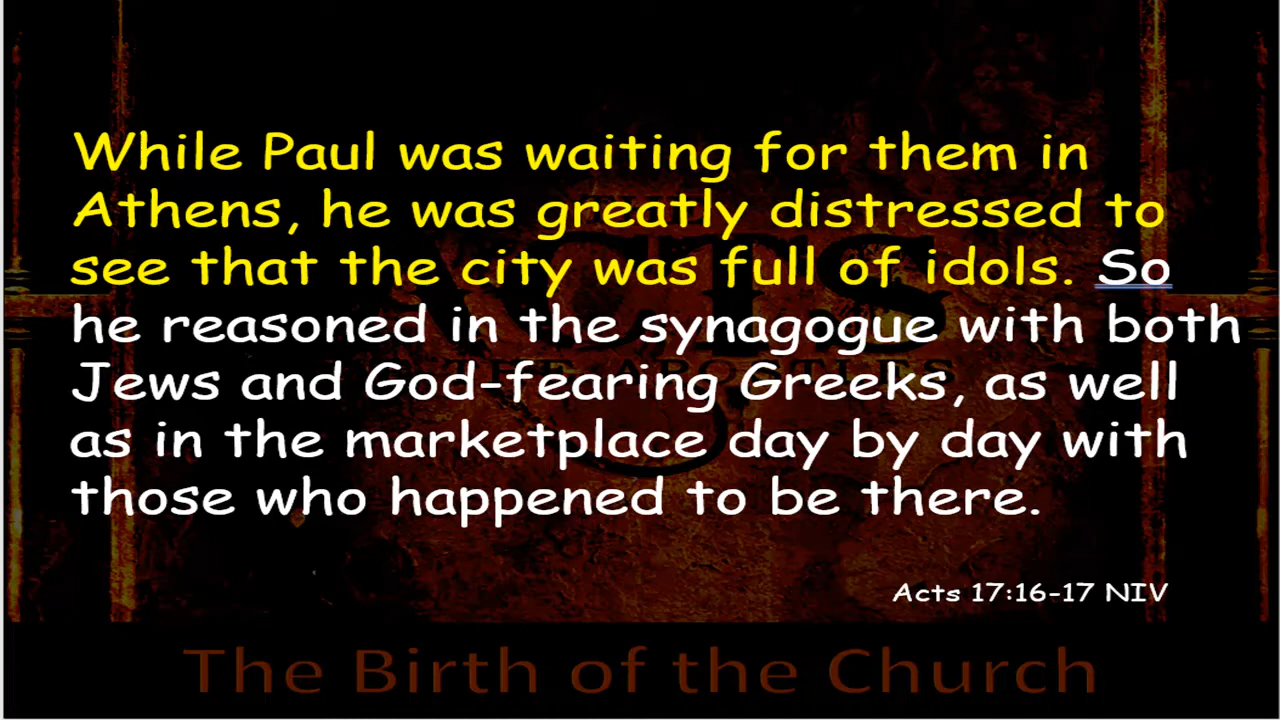 While Paul was waiting for them in
Athens, he was greatly distressed to
see that the city was full of idols. So
he reasoned in the synagogue with both
Jews and God-fearing Greeks, as well
as in the marketplace day by day with
those who happened to be there.
Acts 17:16-17 NIV
The Birth of the Church
ACTS